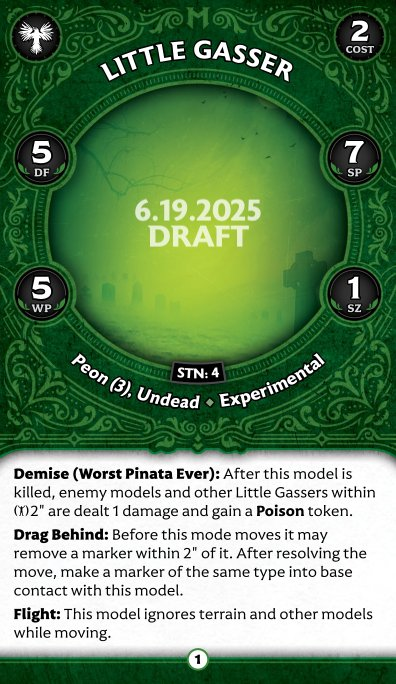 M
2
COST
LITTLE GASSER
5
DF
7
SP
6.19.2025
DRAFT
5
WP
1
SZ
STN: 4
Peon (3), Undead ◆ Experimental
Demise (Worst Pinata Ever): After this model is
killed, enemy models and other Little Gassers within
2" are dealt 1 damage and gain a Poison token.
Drag Behind: Before this mode moves it may
remove a marker within 2" of it. After resolving the
move, make a marker of the same type into base
contact with this model.
Flight: This model ignores terrain and other models
while moving.
1